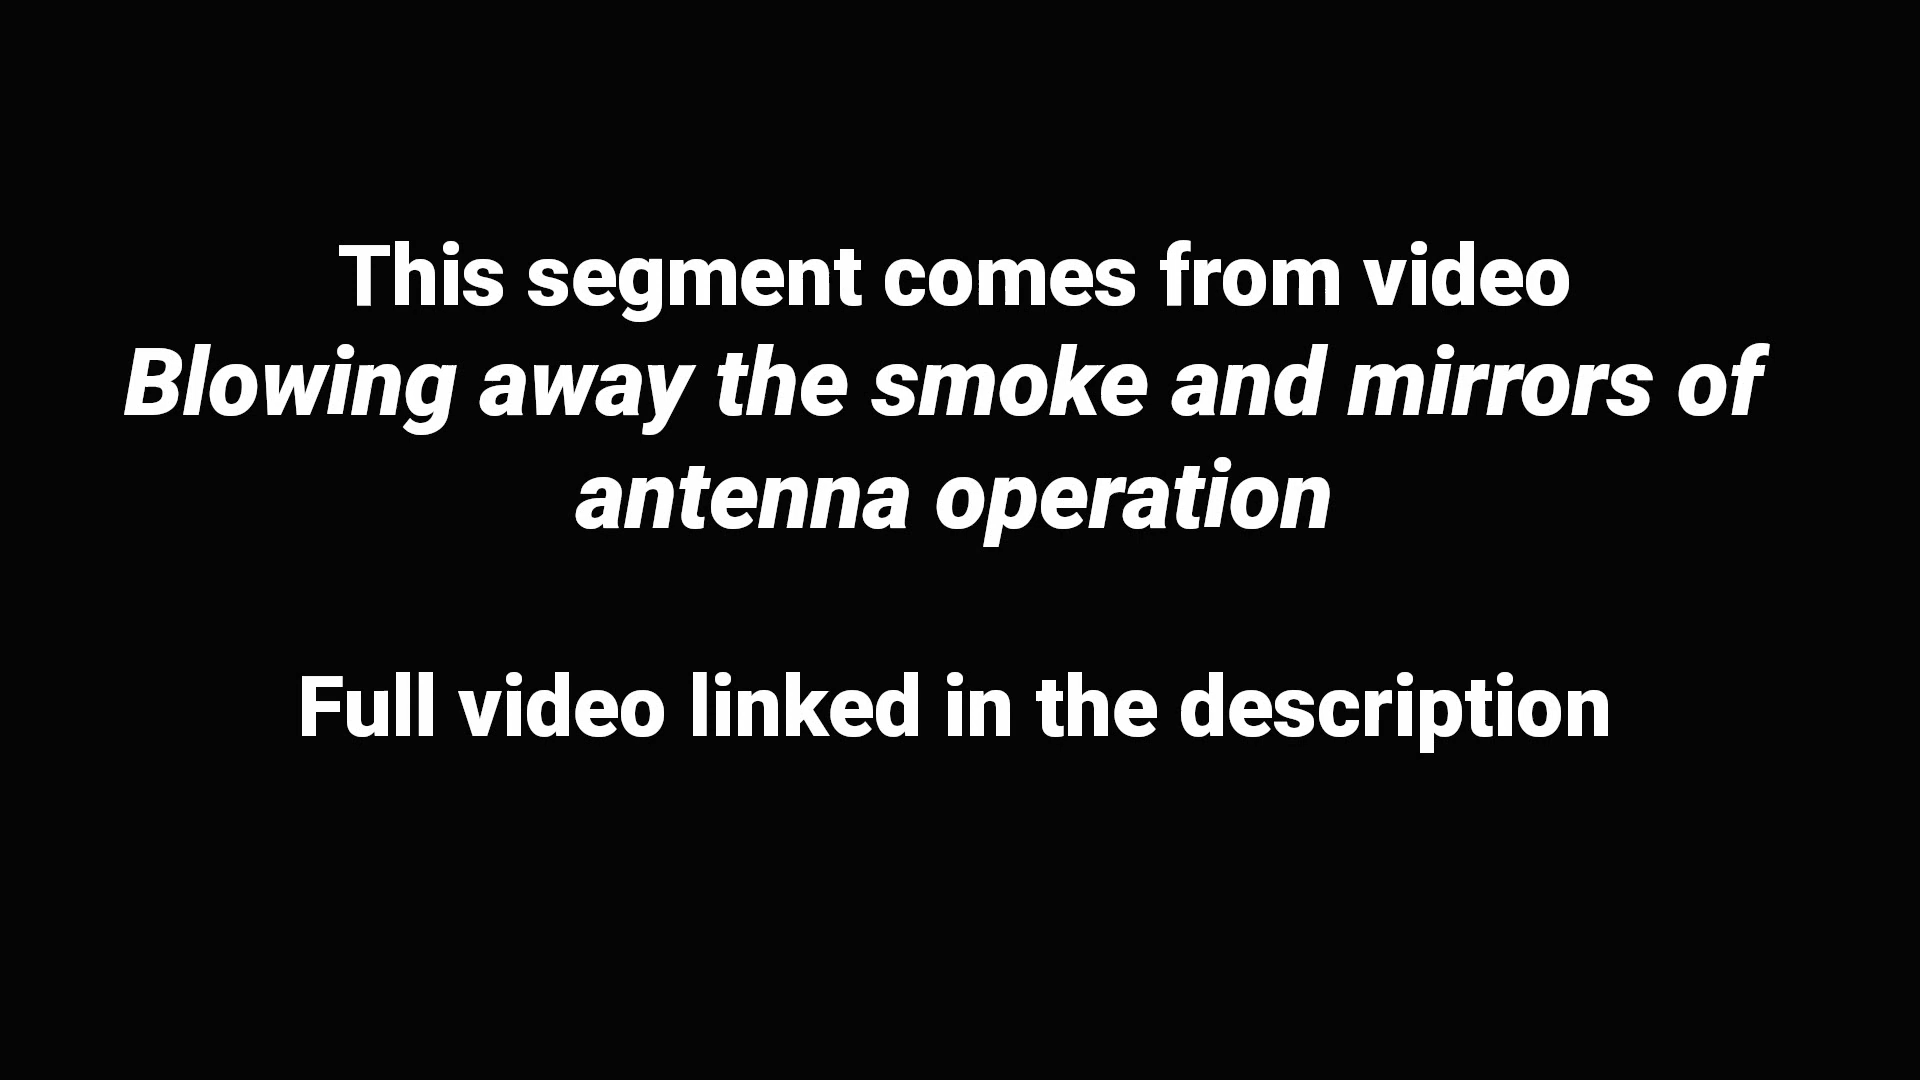 This segment comes from video
Blowing away the smoke and mirrors of
antenna operation
Full video linked in the description